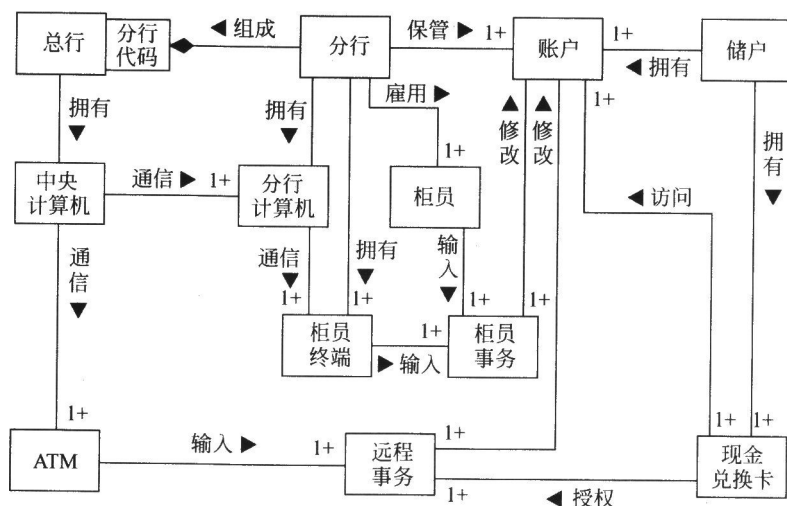 总行
分行
代码
◀ 组成
分行
保管 ▶
1+
账户
1+
◀ 拥有
储户
拥有
▼
拥有
▼
雇用 ▶
▲
修
改
▲
修
改
1+
拥
有
▼
中央
计算机
通信 ▶
1+
分行
计算机
1+
柜员
◀ 访问
通
信
▼
通信
▼
拥有
▼
输
入
▼
1+
1+
1+
1+
柜员
终端
1+
▶ 输入
柜员
事务
1+
ATM
输入 ▶
1+
远程
事务
1+
1+
◀ 授权
1+
1+
现金
兑换卡